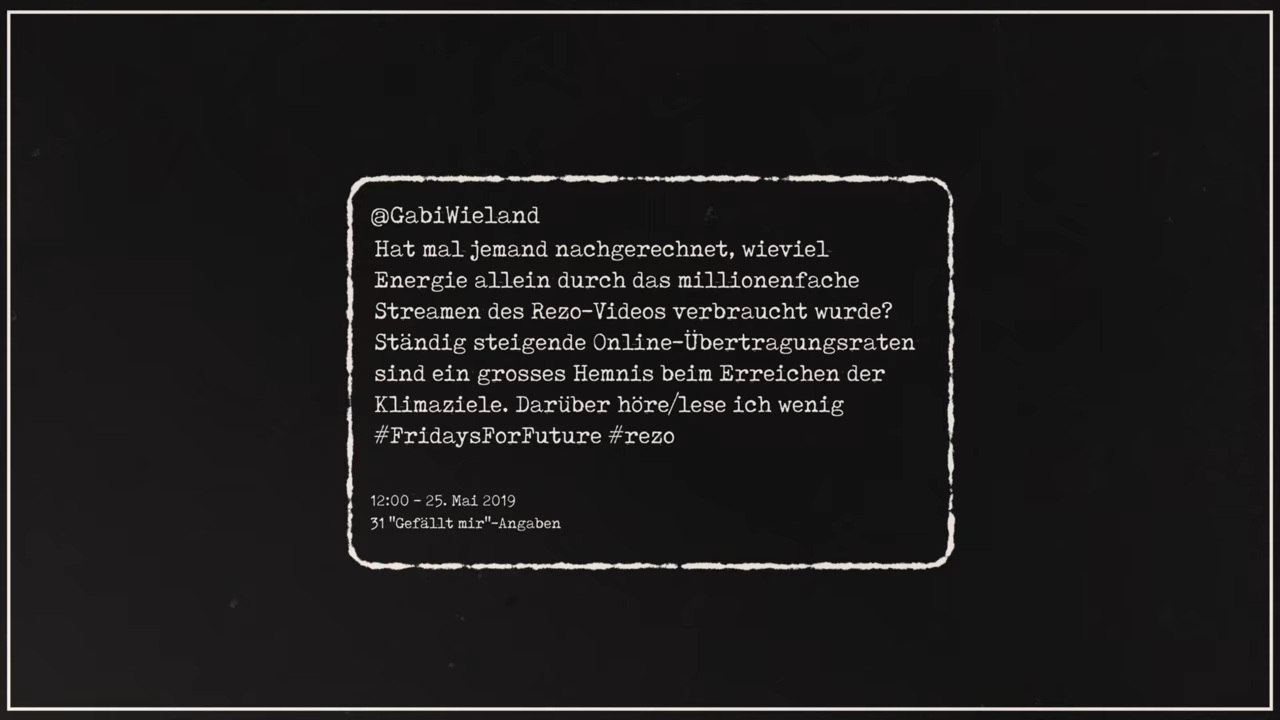 @GabiWieland
Hat mal jemand nachgerechnet, wieviel
Energie allein durch das millionenfache
Streamen des Rezo-Videos verbraucht wurde?
Ständig steigende Online-Übertragungsraten
sind ein grosses Hemnis beim Erreichen der
Klimaziele. Darüber höre/lese ich wenig
#FridaysForFuture #rezo
12:00 - 25. Mai 2019
31 "Gefällt mir"-Angaben